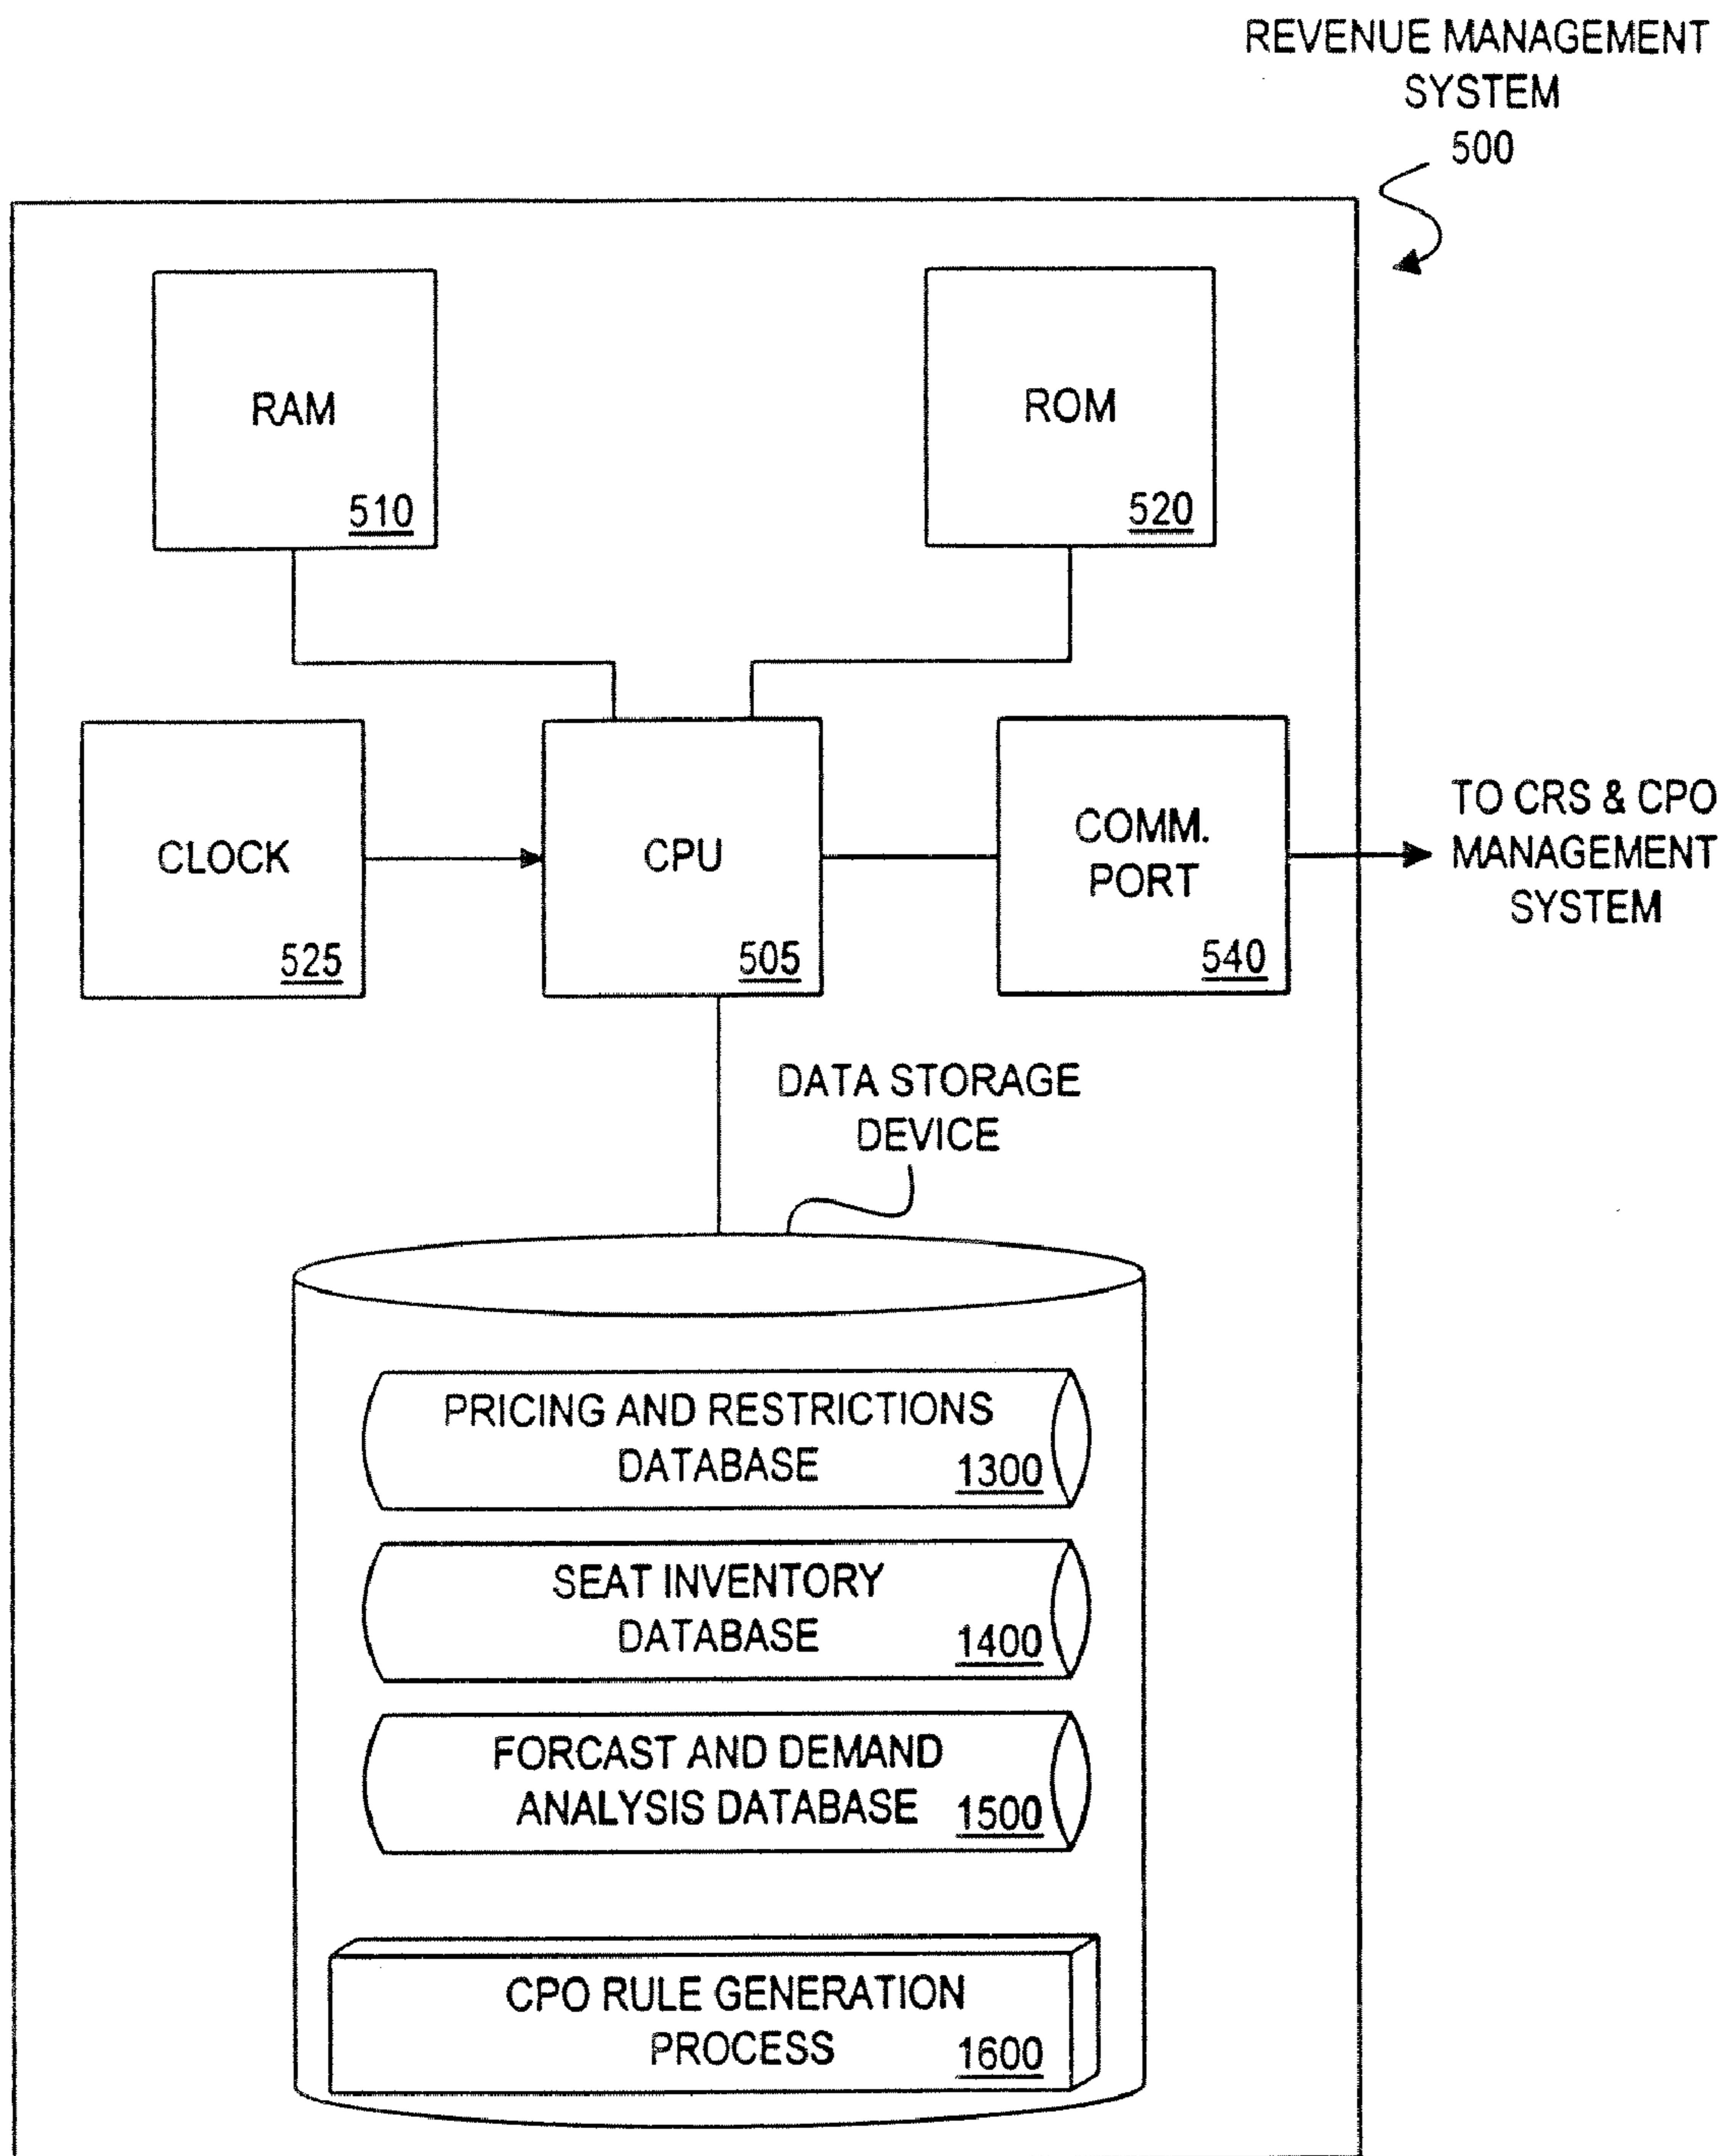 REVENUE MANAGEMENT
SYSTEM
500
RAM
510
ROM
520
CLOCK
525
CPU
505
COMM.
PORT
540
TO CRS & CPO
MANAGEMENT
SYSTEM
DATA STORAGE
DEVICE
PRICING AND RESTRICTIONS
DATABASE
1300
SEAT INVENTORY
DATABASE
1400
FORCAST AND DEMAND
ANALYSIS DATABASE
1500
CPO RULE GENERATION
PROCESS
1600